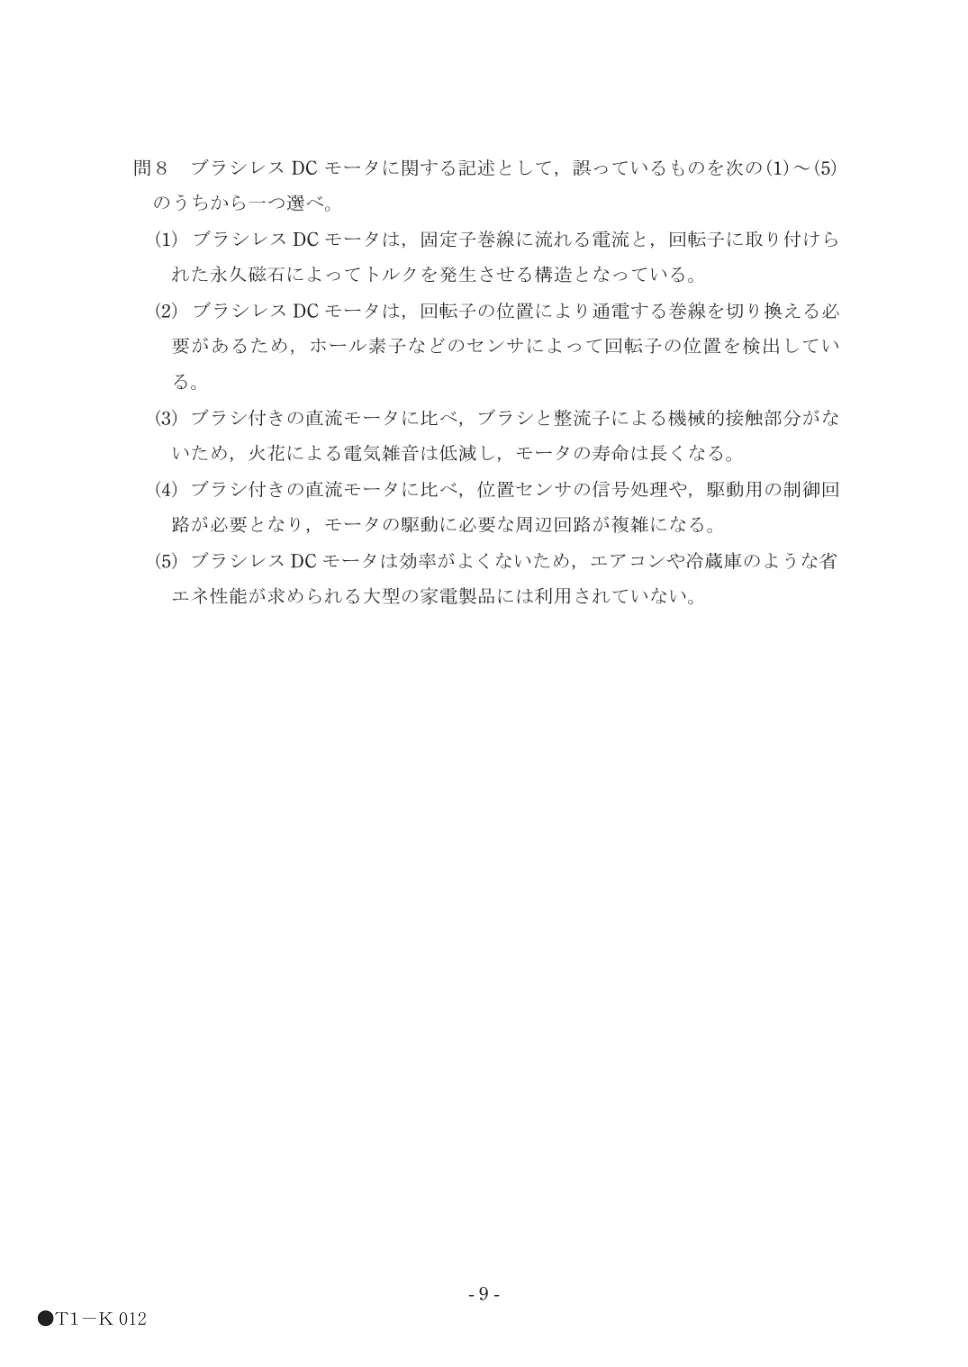 問８　ブラシレス DC モータに関する記述として，誤っているものを次の(1)～(5)
のうちから一つ選べ。
(1) ブラシレス DC モータは，固定子巻線に流れる電流と，回転子に取り付けら
れた永久磁石によってトルクを発生させる構造となっている。
(2) ブラシレス DC モータは，回転子の位置により通電する巻線を切り換える必
要があるため，ホール素子などのセンサによって回転子の位置を検出してい
る。
(3) ブラシ付きの直流モータに比べ，ブラシと整流子による機械的接触部分がな
いため，火花による電気雑音は低減し，モータの寿命は長くなる。
(4) ブラシ付きの直流モータに比べ，位置センサの信号処理や，駆動用の制御回
路が必要となり，モータの駆動に必要な周辺回路が複雑になる。
(5) ブラシレス DC モータは効率がよくないため，エアコンや冷蔵庫のような省
エネ性能が求められる大型の家電製品には利用されていない。
- 9 -
●T1－K 012